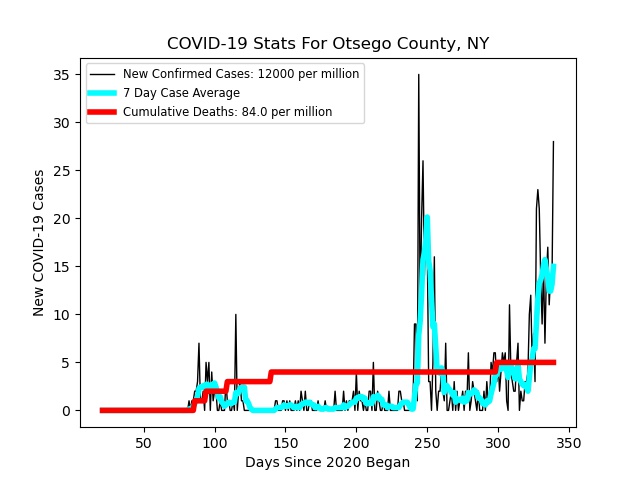 COVID-19 Stats For Otsego County, NY
New Confirmed Cases: 12000 per million
7 Day Case Average
Cumulative Deaths: 84.0 per million
New COVID-19 Cases
35
30
25
20
15
10
5
0
50
100
150
200
250
300
350
Days Since 2020 Began